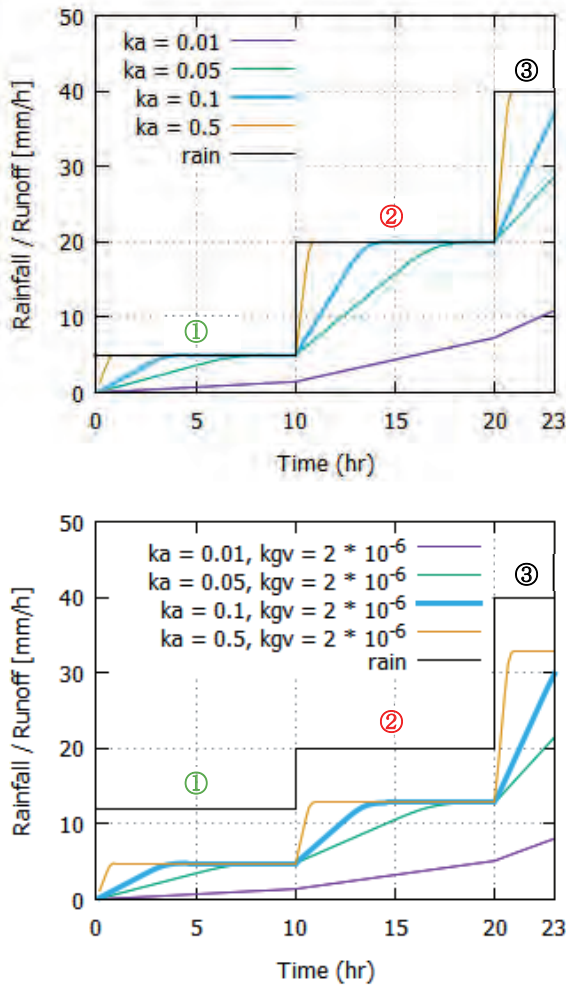 50
40
30
20
10
0
Rainfall / Runoff [mm/h]
ka = 0.01
ka = 0.05
ka = 0.1
ka = 0.5
rain
①
②
③
0 5 10 15 20 23
Time (hr)
50
40
30
20
10
0
Rainfall / Runoff [mm/h]
ka = 0.01, kgv = 2 * 10⁻⁶
ka = 0.05, kgv = 2 * 10⁻⁶
ka = 0.1, kgv = 2 * 10⁻⁶
ka = 0.5, kgv = 2 * 10⁻⁶
rain
①
②
③
0 5 10 15 20 23
Time (hr)